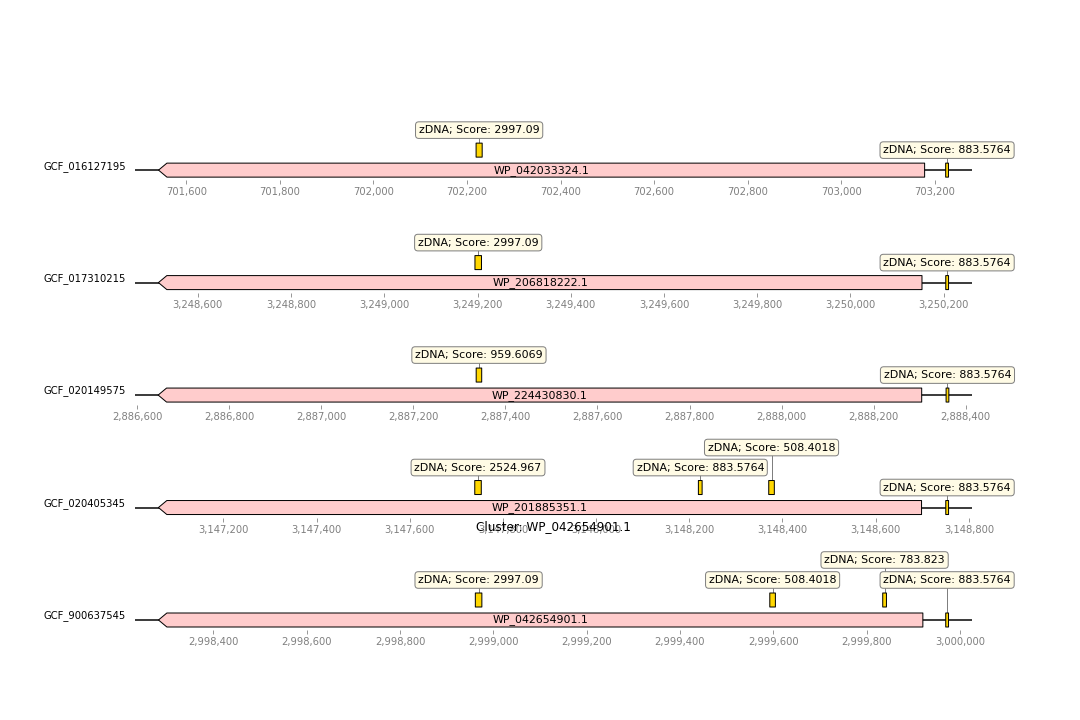 zDNA; Score: 2997.09
zDNA; Score: 883.5764
GCF_016127195
WP_042033324.1
701,600 701,800 702,000 702,200 702,400 702,600 702,800 703,000 703,200
zDNA; Score: 2997.09
zDNA; Score: 883.5764
GCF_017310215
WP_206818222.1
3,248,600 3,248,800 3,249,000 3,249,200 3,249,400 3,249,600 3,249,800 3,250,000 3,250,200
zDNA; Score: 959.6069
zDNA; Score: 883.5764
GCF_020149575
WP_224430830.1
2,886,600 2,886,800 2,887,000 2,887,200 2,887,400 2,887,600 2,887,800 2,888,000 2,888,200 2,888,400
zDNA; Score: 508.4018
zDNA; Score: 2524.967 zDNA; Score: 883.5764
zDNA; Score: 883.5764
GCF_020405345
WP_201885351.1
3,147,200 3,147,400 3,147,600 3,147,800 3,148,000 3,148,200 3,148,400 3,148,600 3,148,800
Cluster: WP_042654901.1
zDNA; Score: 783.823
zDNA; Score: 2997.09 zDNA; Score: 508.4018 zDNA; Score: 883.5764
GCF_900637545
WP_042654901.1
2,998,400 2,998,600 2,998,800 2,999,000 2,999,200 2,999,400 2,999,600 2,999,800 3,000,000